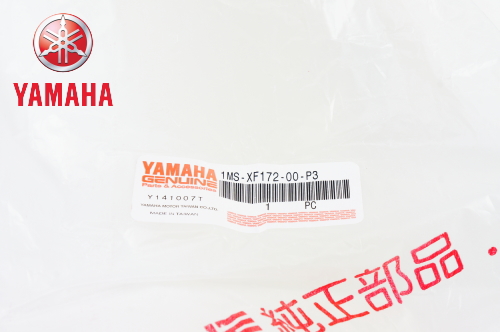 YAMAHA
YAMAHA
GENUINE
Parts & Accessories
Y141007T
YAMAHA MOTOR TAIWAN CO.,LTD.
MADE IN TAIWAN
1MS-XF172-00-P3
1 PC
純正部品